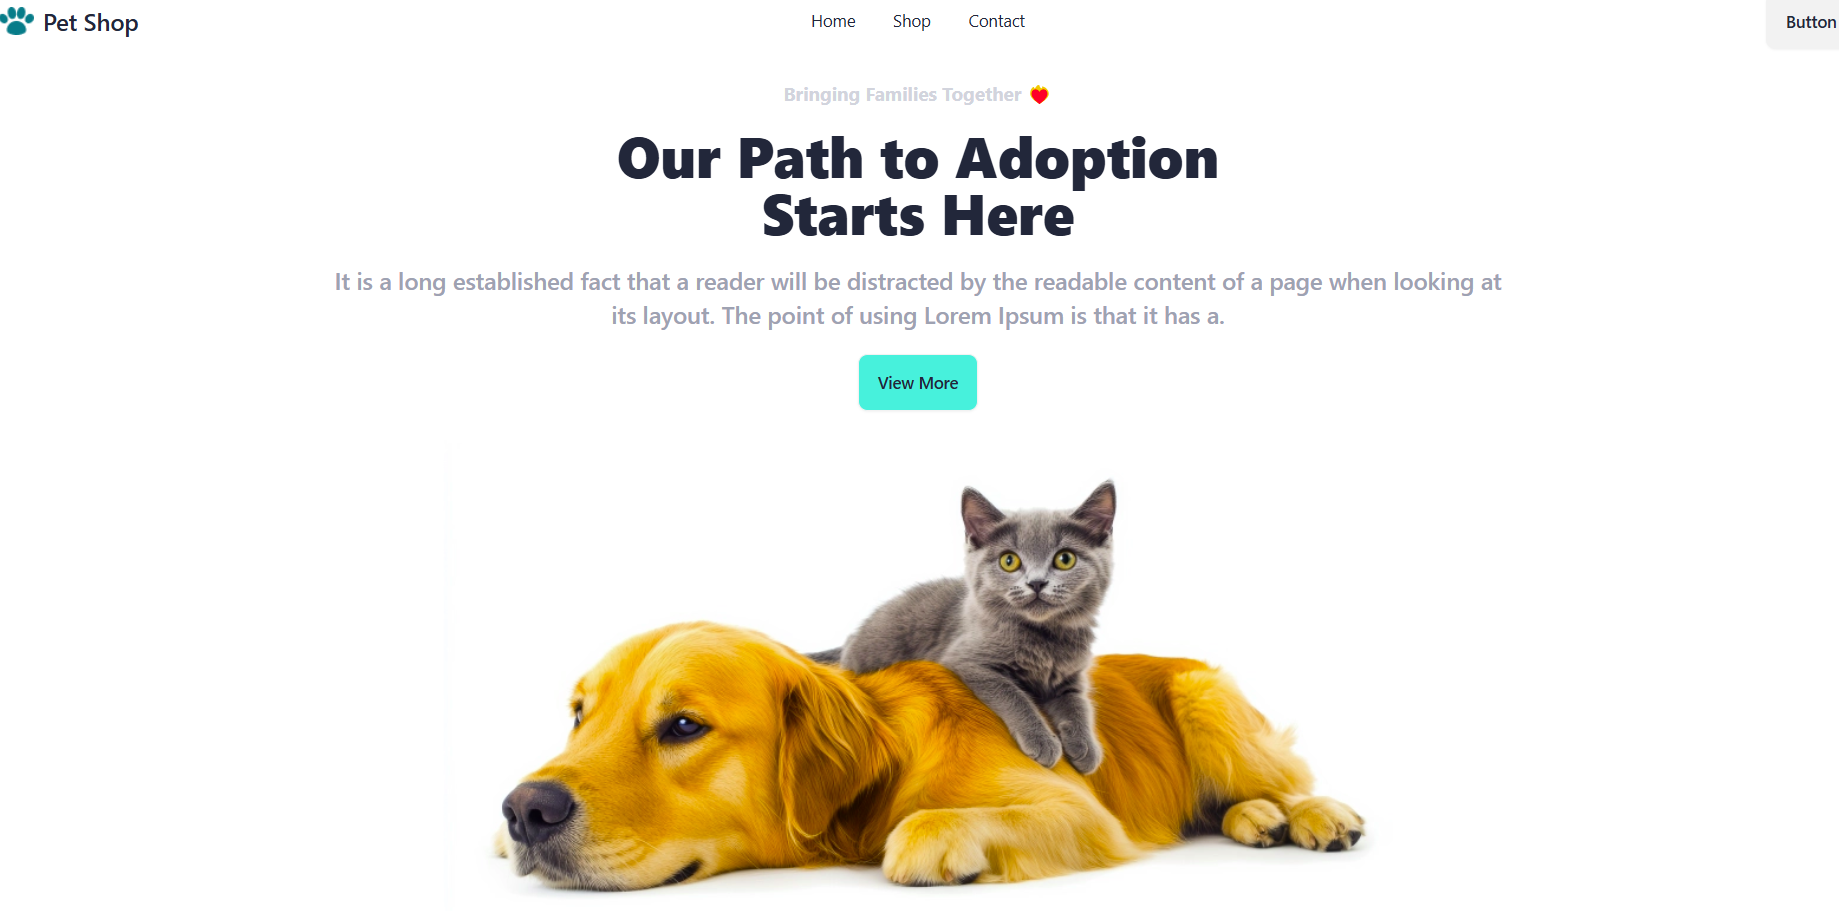 Pet Shop
Home
Shop
Contact
Button
Bringing Families Together
Our Path to Adoption
Starts Here
It is a long established fact that a reader will be distracted by the readable content of a page when looking at
its layout. The point of using Lorem Ipsum is that it has a.
View More